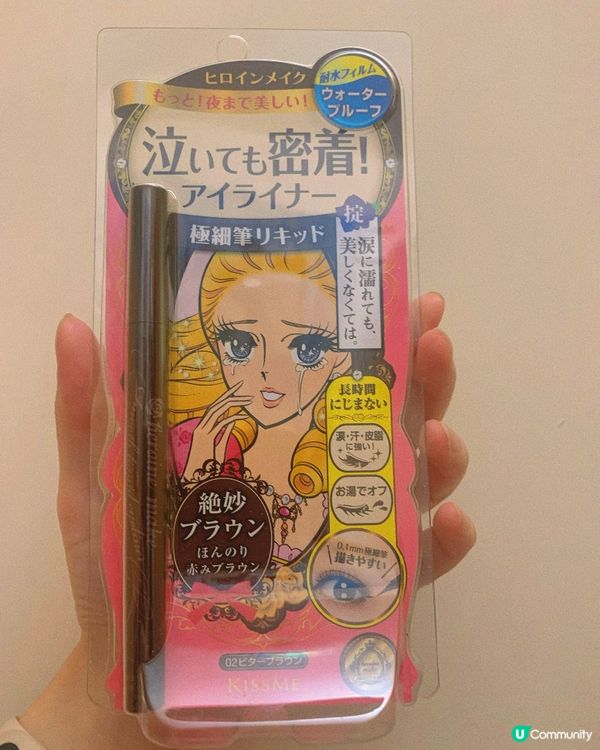 ヒロインメイク
もっと!夜まで美しい!
耐水フィルム
ウォーター
プルーフ
泣いても密着!
アイライナー
極細筆リキッド
掟
涙に濡れても、
美しくなくては。
長時間
にじまない
涙・汗・皮脂
に強い!
お湯でオフ
0.1mm極細筆
描きやすい
絶妙
ブラウン
ほんのり
赤みブラウン
02ビターブラウン
KISSME
heroine make
U Community